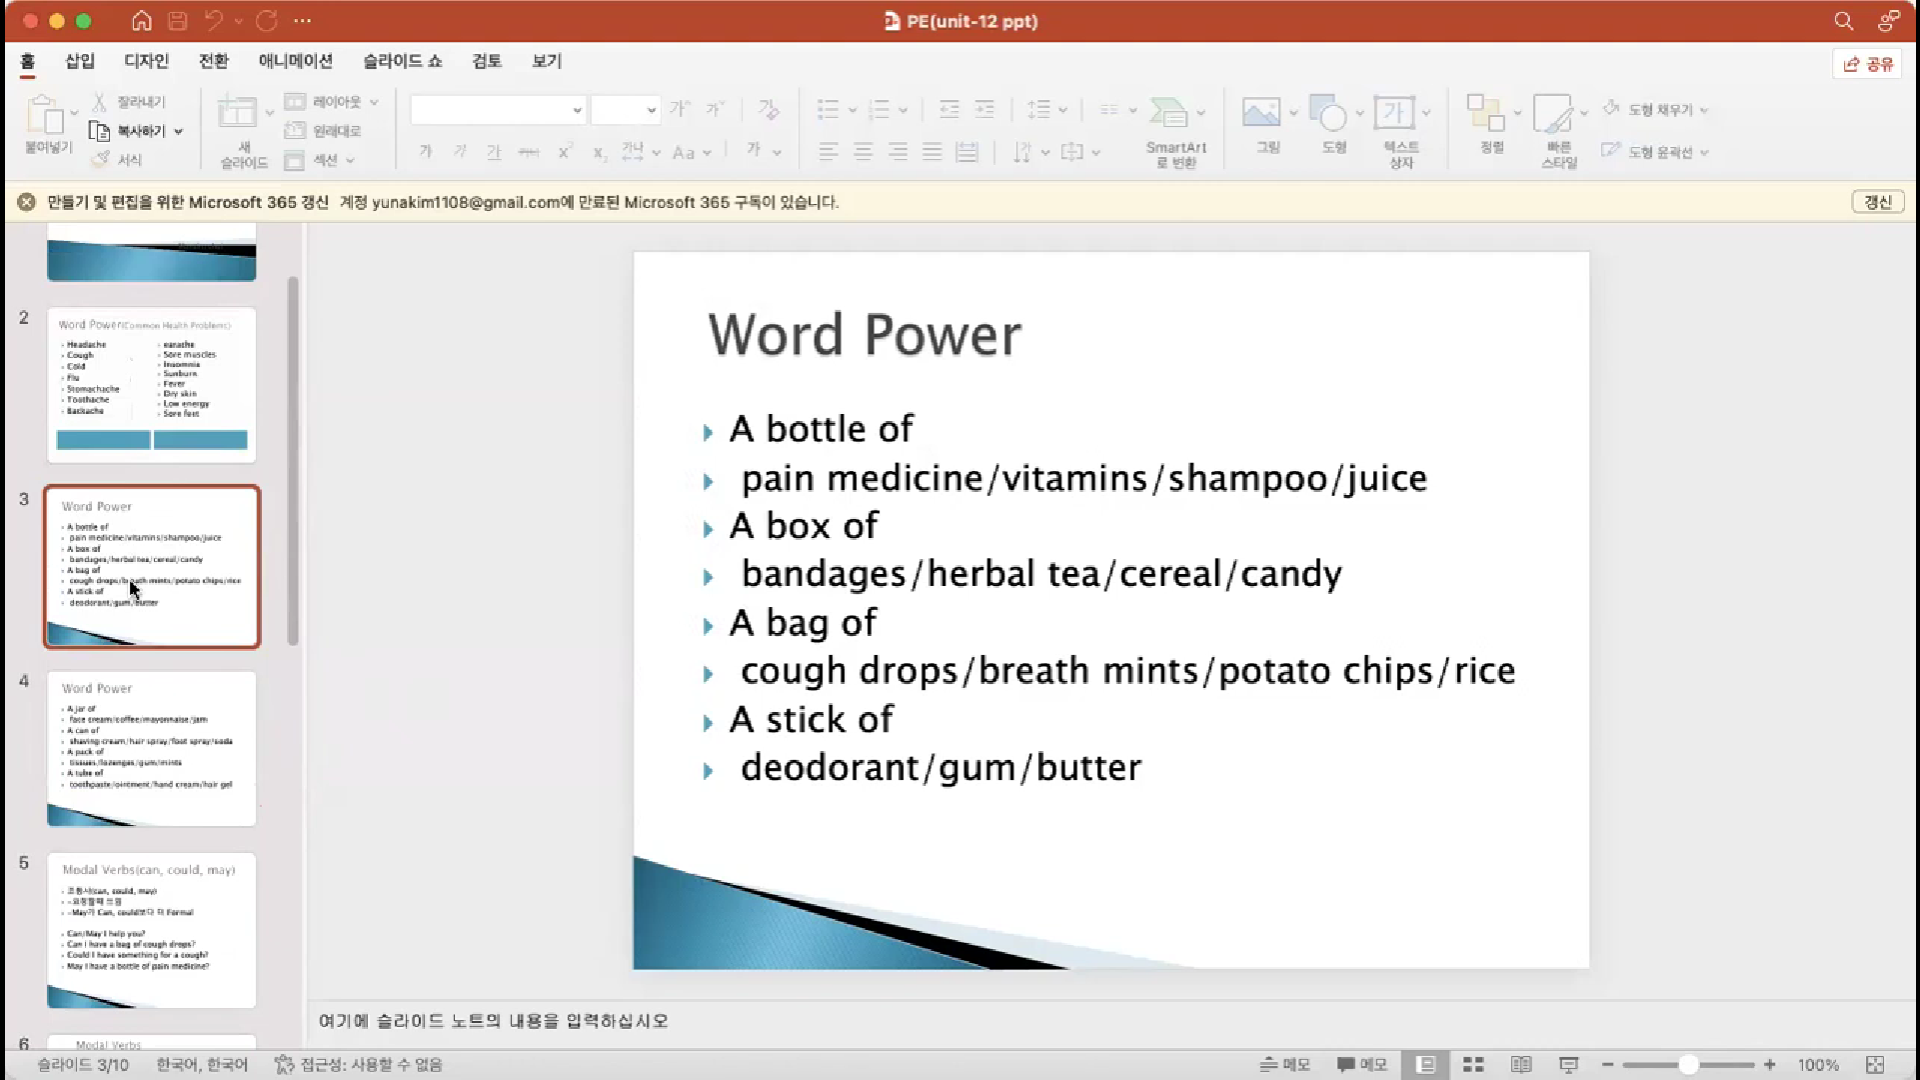 PE(unit-12 ppt)
홈 삽입 디자인 전환 애니메이션 슬라이드 쇼 검토 보기 공유
붙여넣기 잘라내기 복사하기 서식
새 슬라이드 레이아웃 원래대로 섹션
SmartArt로 변환 그림 도형 텍스트 상자 정렬 빠른 스타일 도형 채우기 도형 윤곽선
만들기 및 편집을 위한 Microsoft 365 갱신 계정 yunakim1108@gmail.com에 만료된 Microsoft 365 구독이 있습니다. 갱신
2
Word Power(Common Health Problems)
Headache
Cough
Cold
Flu
Stomachache
Toothache
Backache
Sore muscles
Insomnia
Sunburn
Fever
Dry skin
Low energy
Sore feet
3
Word Power
A bottle of
pain medicine/vitamins/shampoo/juice
A box of
bandages/herbal tea/cereal/candy
A bag of
cough drops/breath mints/potato chips/rice
A stick of
deodorant/gum/butter
4
Word Power
A jar of
face cream/coffee/mayonnaise/jam
A can of
shaving cream/hair spray/foot spray/soda
A pack of
tissues/lozenges/gum/mints
A tube of
toothpaste/ointment/hand cream/hair gel
5
Modal Verbs(can, could, may)
조동사(can, could, may)
-요청할때 쓰임
-May가 Can, could보다 더 Formal
Can/May I help you?
Can I have a bag of cough drops?
Could I have something for a cough?
May I have a bottle of pain medicine?
6
Modal Verbs
Word Power
A bottle of
pain medicine/vitamins/shampoo/juice
A box of
bandages/herbal tea/cereal/candy
A bag of
cough drops/breath mints/potato chips/rice
A stick of
deodorant/gum/butter
여기에 슬라이드 노트의 내용을 입력하십시오
슬라이드 3/10 한국어, 한국어 접근성: 사용할 수 없음 메모 메모 100%